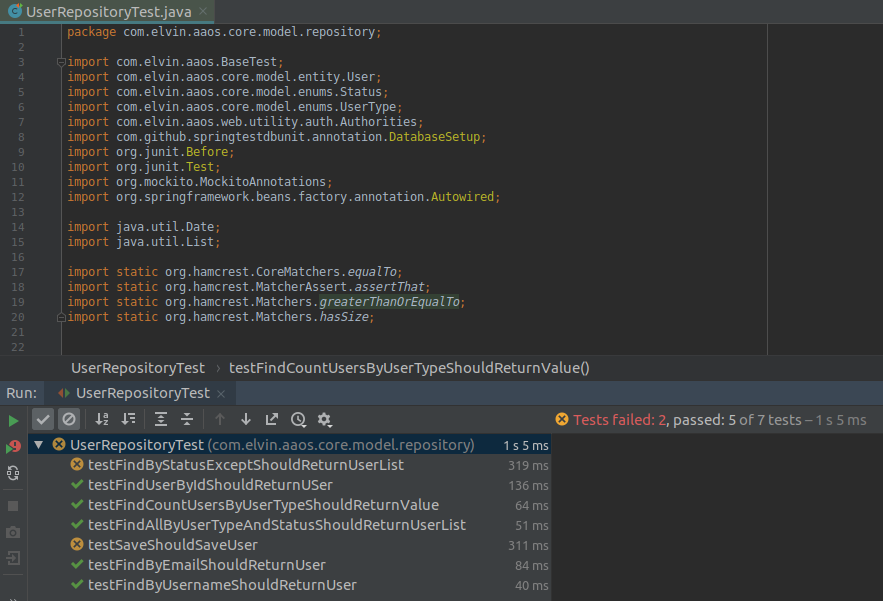 UserRepositoryTest.java
1 package com.elvin.aaos.core.model.repository;
2
3 import com.elvin.aaos.BaseTest;
4 import com.elvin.aaos.core.model.entity.User;
5 import com.elvin.aaos.core.model.enums.Status;
6 import com.elvin.aaos.core.model.enums.UserType;
7 import com.elvin.aaos.web.utility.auth.Authorities;
8 import com.github.springtestdbunit.annotation.DatabaseSetup;
9 import org.junit.Before;
10 import org.junit.Test;
11 import org.mockito.MockitoAnnotations;
12 import org.springframework.beans.factory.annotation.Autowired;
13
14 import java.util.Date;
15 import java.util.List;
16
17 import static org.hamcrest.CoreMatchers.equalTo;
18 import static org.hamcrest.MatcherAssert.assertThat;
19 import static org.hamcrest.Matchers.greaterThanOrEqualTo;
20 import static org.hamcrest.Matchers.hasSize;
21
22
UserRepositoryTest › testFindCountUsersByUserTypeShouldReturnValue()
Run: UserRepositoryTest
Tests failed: 2, passed: 5 of 7 tests – 1 s 5 ms
UserRepositoryTest (com.elvin.aaos.core.model.repository) 1 s 5 ms
testFindByStatusExceptShouldReturnUserList 319 ms
testFindUserByIdShouldReturnUSer 136 ms
testFindCountUsersByUserTypeShouldReturnValue 64 ms
testFindAllByUserTypeAndStatusShouldReturnUserList 51 ms
testSaveShouldSaveUser 311 ms
testFindByEmailShouldReturnUser 84 ms
testFindByUsernameShouldReturnUser 40 ms